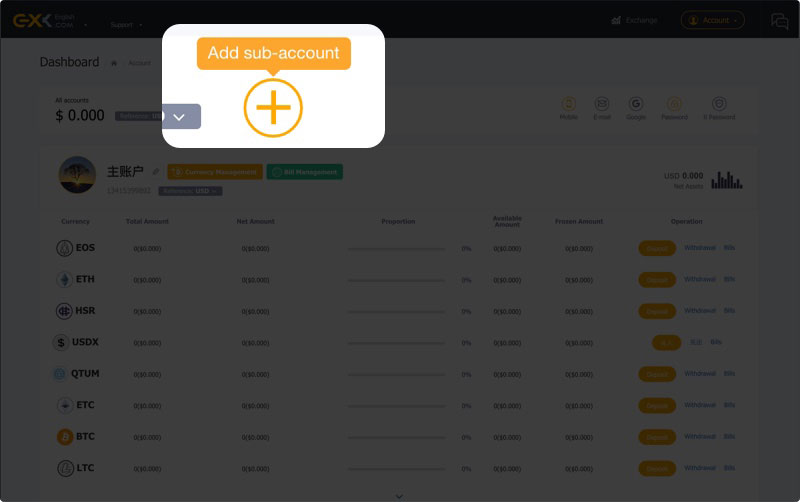 EXX
.COM
English
Support
Exchange
Account
Dashboard
Account
Add sub-account
All accounts
$ 0.000
Reference: US
Mobile
E-mail
Google
Password
¥ Password
主账户
Currency Management
Bill Management
13415399892
Reference: USD
USD 0.000
Net Assets
Currency
Total Amount
Net Amount
Proportion
Available Amount
Frozen Amount
Operation
EOS 0($0.000) 0($0.000) 0% 0($0.000) 0($0.000) Deposit Withdrawal Bills
ETH 0($0.000) 0($0.000) 0% 0($0.000) 0($0.000) Deposit Withdrawal Bills
HSR 0($0.000) 0($0.000) 0% 0($0.000) 0($0.000) Deposit Withdrawal Bills
USDX 0($0.000) 0($0.000) 0% 0($0.000) 0($0.000) Bills
QTUM 0($0.000) 0($0.000) 0% 0($0.000) 0($0.000) Deposit Withdrawal Bills
ETC 0($0.000) 0($0.000) 0% 0($0.000) 0($0.000) Deposit Withdrawal Bills
BTC 0($0.000) 0($0.000) 0% 0($0.000) 0($0.000) Deposit Withdrawal Bills
LTC 0($0.000) 0($0.000) 0% 0($0.000) 0($0.000) Deposit Withdrawal Bills